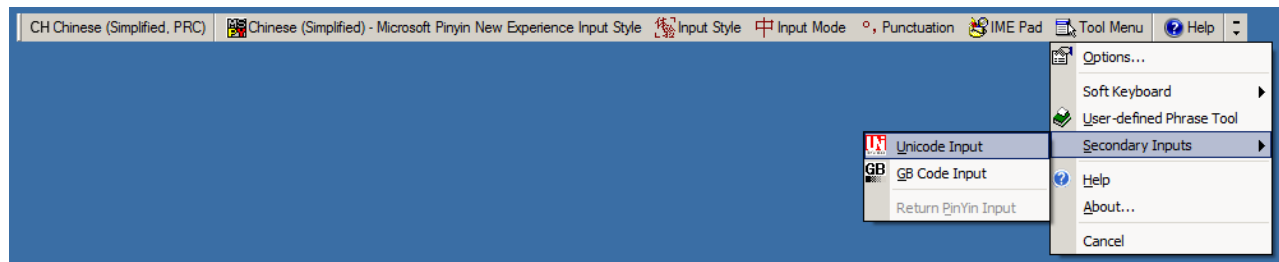 CH Chinese (Simplified, PRC) Chinese (Simplified) - Microsoft Pinyin New Experience Input Style Input Style 中 Input Mode °, Punctuation IME Pad Tool Menu ? Help
Options...
Soft Keyboard
User-defined Phrase Tool
Secondary Inputs
Help
About...
Cancel
Unicode Input
GB GB Code Input
Return PinYin Input